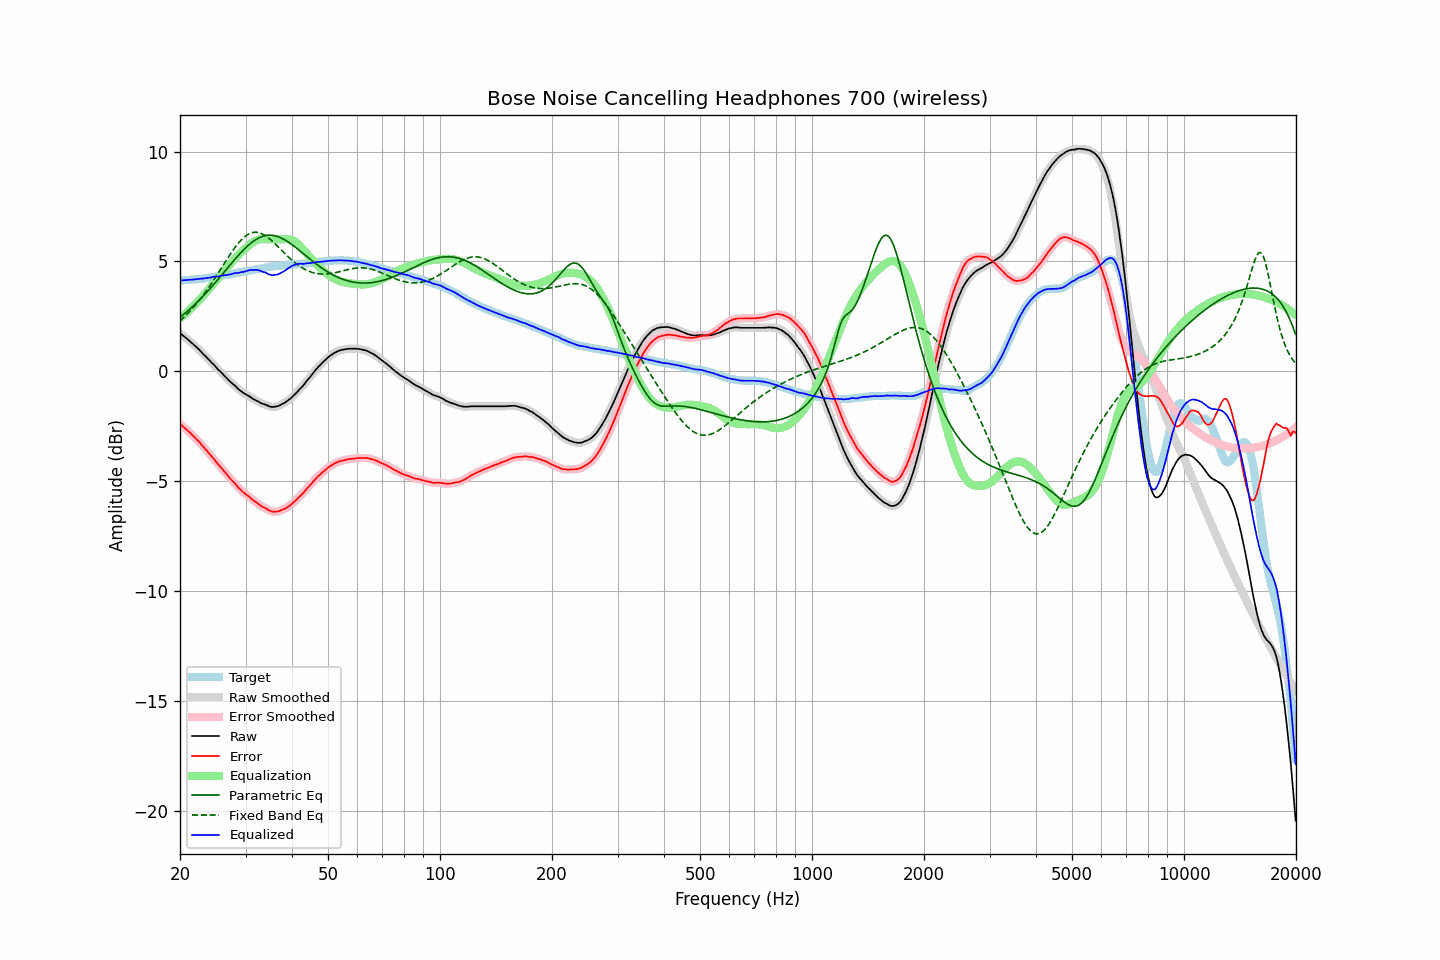 Bose Noise Cancelling Headphones 700 (wireless)
10
5
0
−5
−10
−15
−20
Amplitude (dBr)
Target
Raw Smoothed
Error Smoothed
Raw
Error
Equalization
Parametric Eq
Fixed Band Eq
Equalized
20 50 100 200 500 1000 2000 5000 10000 20000
Frequency (Hz)